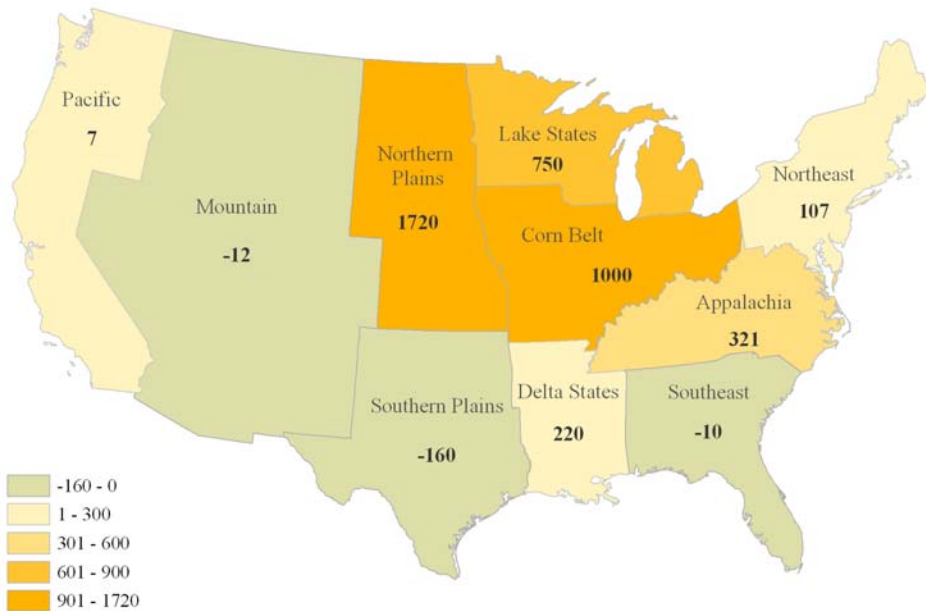 Pacific
7
Mountain
-12
Northern
Plains
1720
Lake States
750
Corn Belt
1000
Northeast
107
Appalachia
321
Southern Plains
-160
Delta States
220
Southeast
-10
-160 - 0
1 - 300
301 - 600
601 - 900
901 - 1720